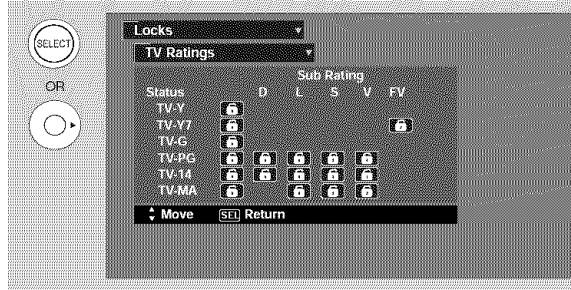 SELECT
OR
Locks
TV Ratings
Sub Rating
Status D L S V FV
TV-Y
TV-Y7
TV-G
TV-PG
TV-14
TV-MA
Move SEL Return